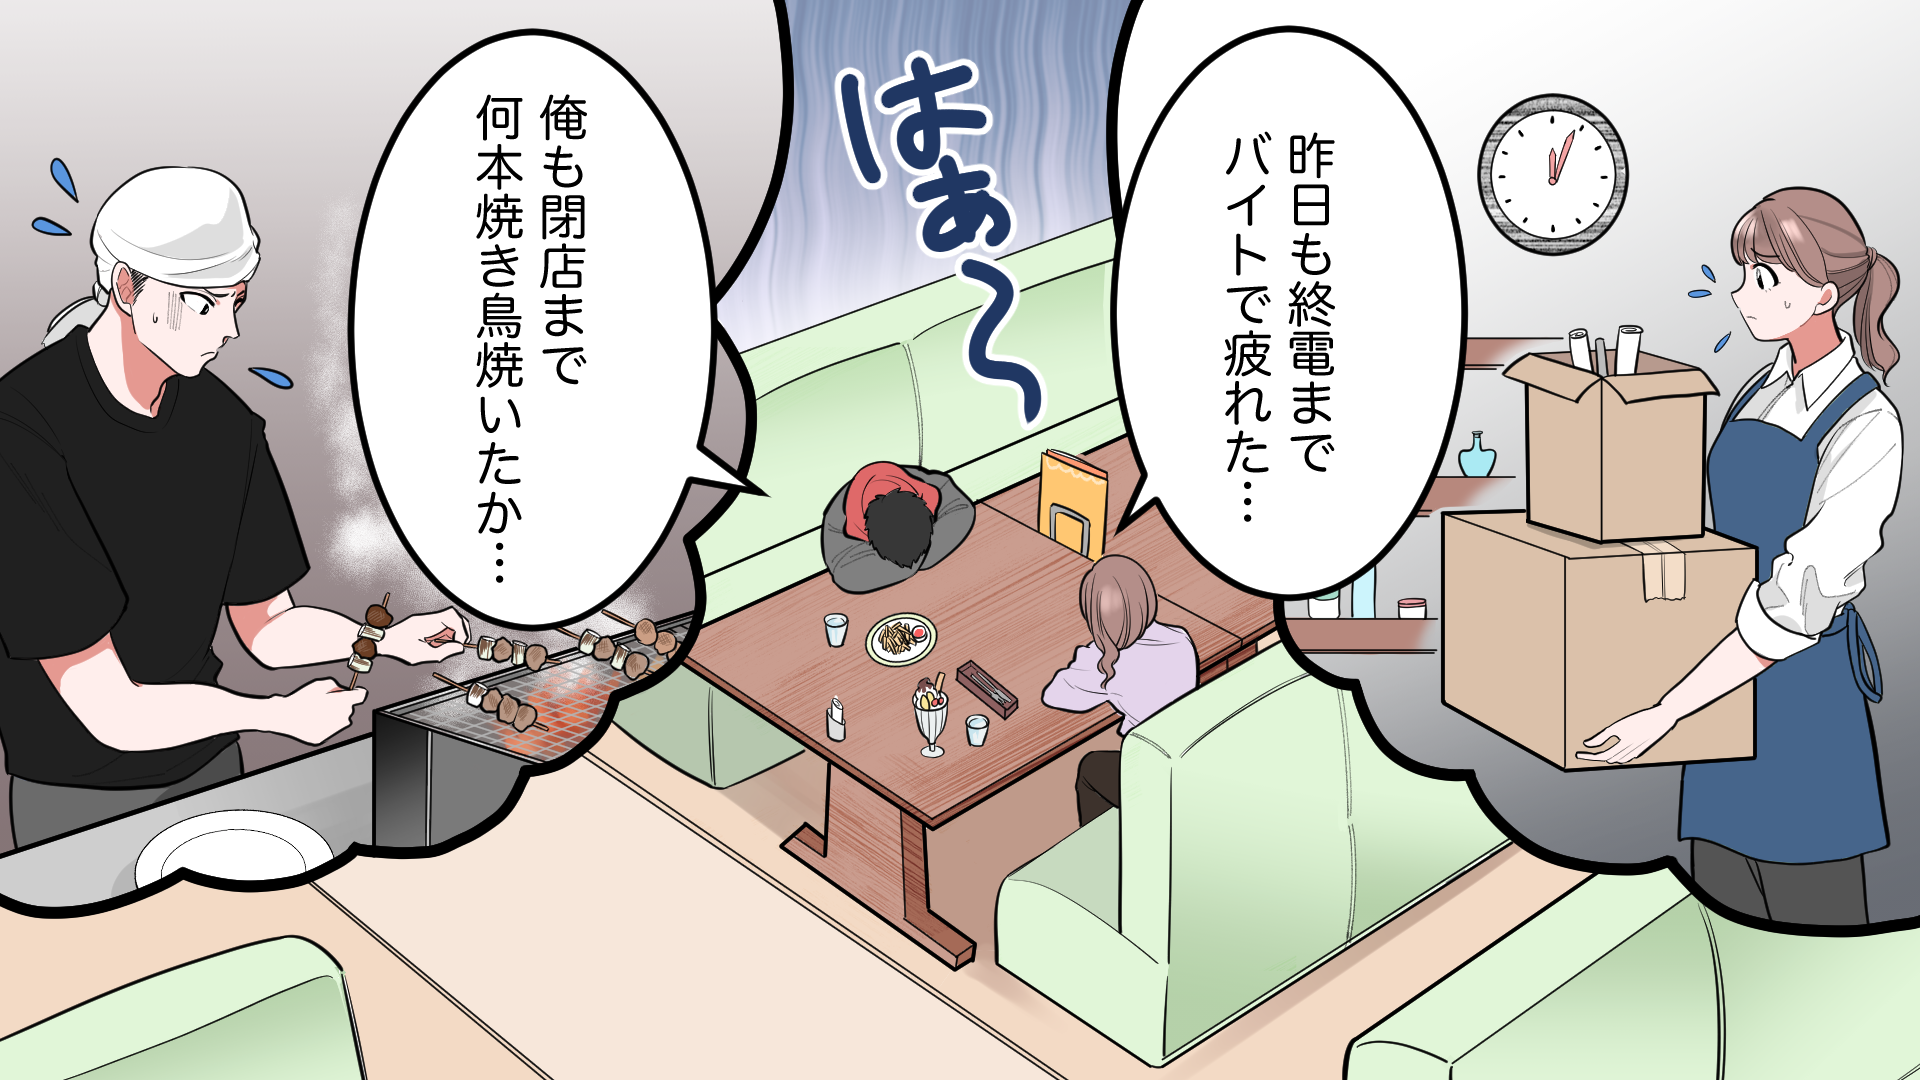 昨日も終電まで
バイトで疲れた…
はぁ～
俺も閉店まで
何本焼き鳥焼いたか…